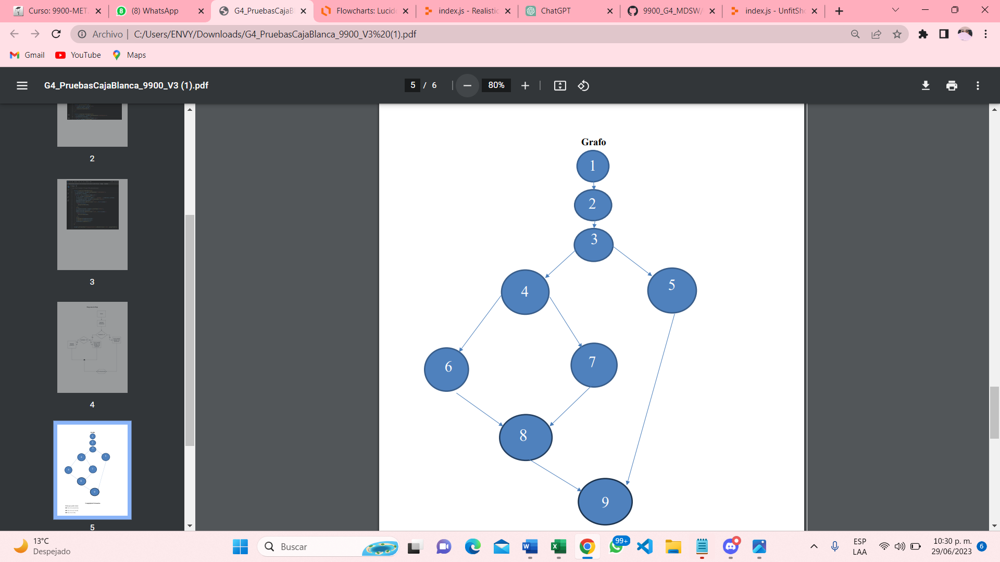 Curso: 9900-MET.
(8) WhatsApp
G4_PruebasCajaB
Flowcharts: Lucid
index.js - Realistic
ChatGPT
9900_G4_MDSW/
index.js - UnfitSh
Archivo
C:/Users/ENVY/Downloads/G4_PruebasCajaBlanca_9900_V3%20(1).pdf
Gmail
YouTube
Maps
G4_PruebasCajaBlanca_9900_V3 (1).pdf
5 / 6
80%
2
3
4
5
Grafo
1
2
3
4
5
6
7
8
9
13°C
Despejado
Buscar
99+
ESP
LAA
10:30 p. m.
29/06/2023
6